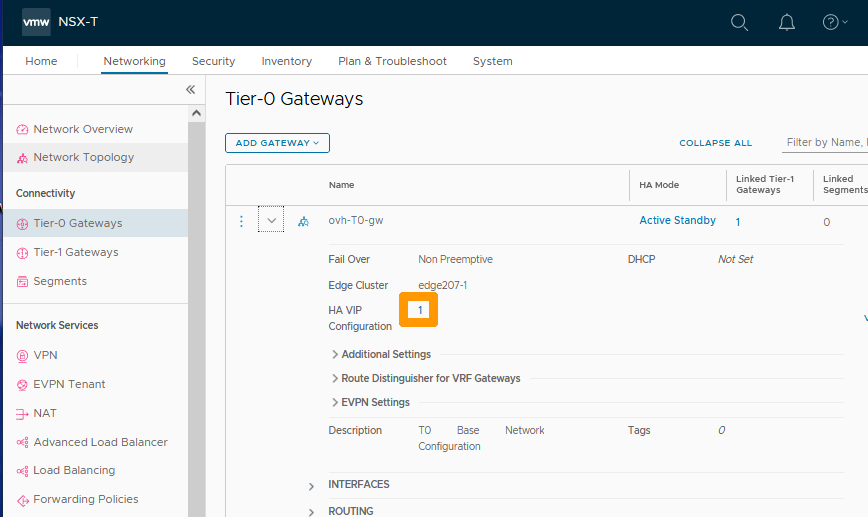 vmw NSX-T
Home Networking Security Inventory Plan & Troubleshoot System
Network Overview
Network Topology
Connectivity
Tier-0 Gateways
Tier-1 Gateways
Segments
Network Services
VPN
EVPN Tenant
NAT
Advanced Load Balancer
Load Balancing
Forwarding Policies
Tier-0 Gateways
ADD GATEWAY
COLLAPSE ALL
Filter by Name,
Name
HA Mode
Linked Tier-1
Gateways
Linked
Segments
ovh-T0-gw
Active Standby
1
0
Fail Over Non Preemptive
DHCP Not Set
Edge Cluster edge207-1
HA VIP
Configuration
1
Additional Settings
Route Distinguisher for VRF Gateways
EVPN Settings
Description
T0 Base Network
Configuration
Tags 0
INTERFACES
ROUTING